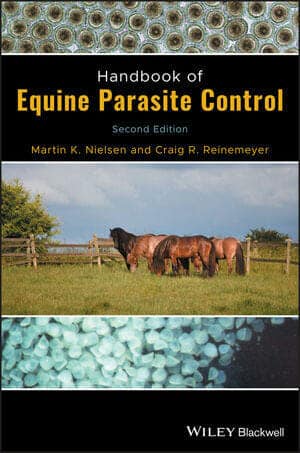 Handbook of
Equine Parasite Control
Second Edition
Martin K. Nielsen and Craig R. Reinemeyer
WILEY Blackwell